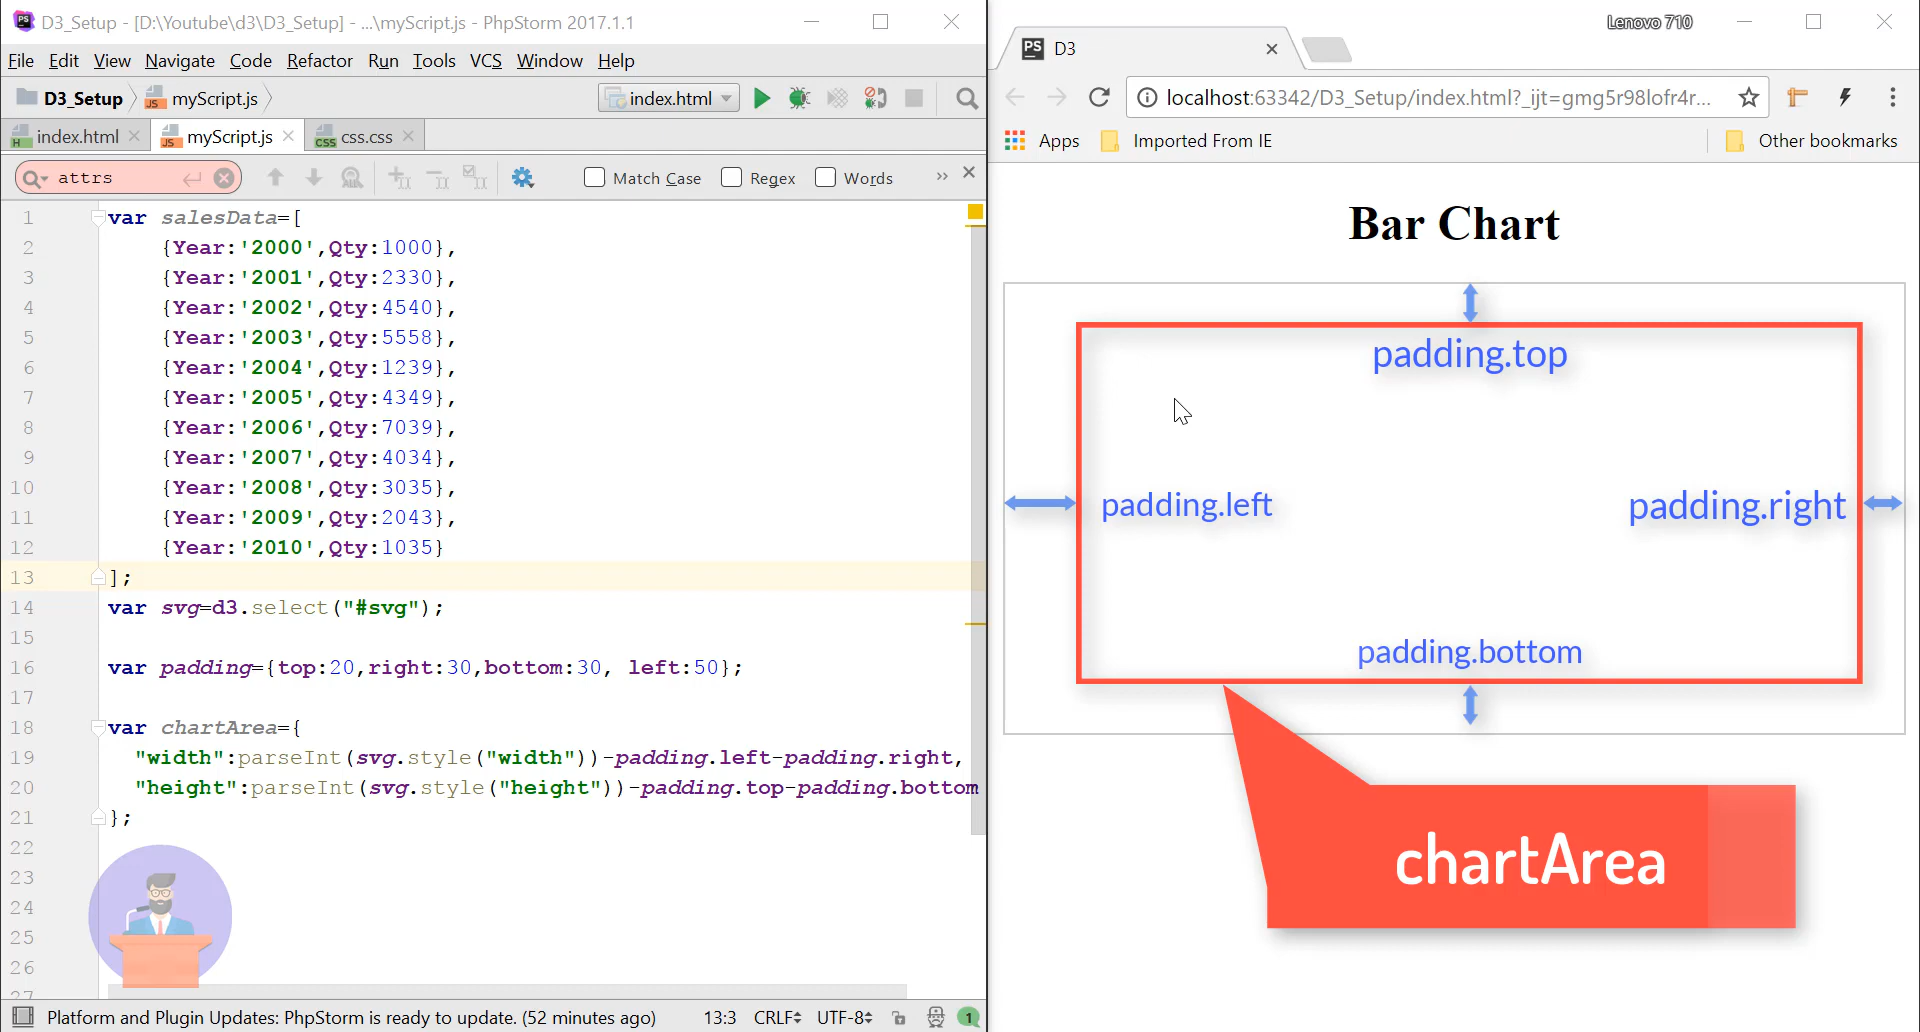 D3_Setup - [D:\Youtube\d3\D3_Setup] - ...\myScript.js - PhpStorm 2017.1.1
File Edit View Navigate Code Refactor Run Tools VCS Window Help
D3_Setup myScript.js index.html
index.html myScript.js css.css
attrs Match Case Regex Words
1 var salesData=[
2 {Year:'2000',Qty:1000},
3 {Year:'2001',Qty:2330},
4 {Year:'2002',Qty:4540},
5 {Year:'2003',Qty:5558},
6 {Year:'2004',Qty:1239},
7 {Year:'2005',Qty:4349},
8 {Year:'2006',Qty:7039},
9 {Year:'2007',Qty:4034},
10 {Year:'2008',Qty:3035},
11 {Year:'2009',Qty:2043},
12 {Year:'2010',Qty:1035}
13 ];
14 var svg=d3.select("#svg");
15
16 var padding={top:20,right:30,bottom:30, left:50};
17
18 var chartArea={
19 "width":parseInt(svg.style("width"))-padding.left-padding.right,
20 "height":parseInt(svg.style("height"))-padding.top-padding.bottom
21 };
22
23
24
25
26
27
Platform and Plugin Updates: PhpStorm is ready to update. (52 minutes ago) 13:3 CRLF UTF-8 1
Lenovo 710
PS D3
localhost:63342/D3_Setup/index.html?_ijt=gmg5r98lofr4r...
Apps Imported From IE Other bookmarks
Bar Chart
padding.top
padding.left padding.right
padding.bottom
chartArea